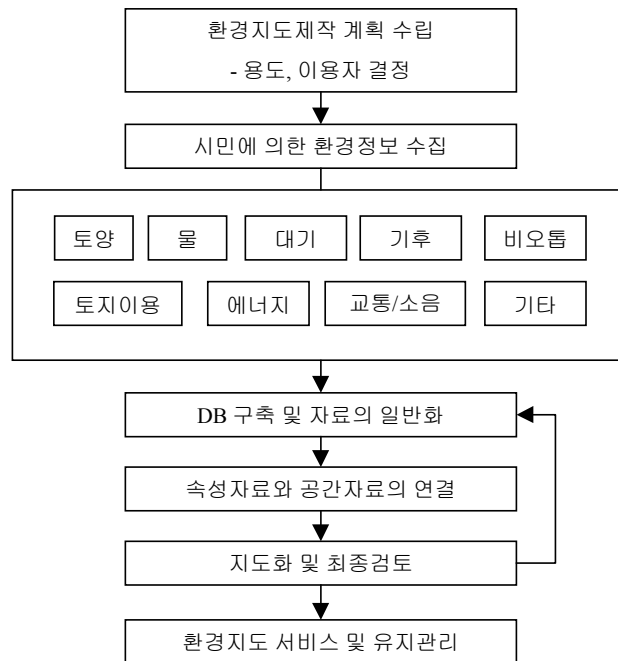 환경지도제작 계획 수립
- 용도, 이용자 결정
시민에 의한 환경정보 수집
토양 물 대기 기후 비오톱
토지이용 에너지 교통/소음 기타
DB 구축 및 자료의 일반화
속성자료와 공간자료의 연결
지도화 및 최종검토
환경지도 서비스 및 유지관리